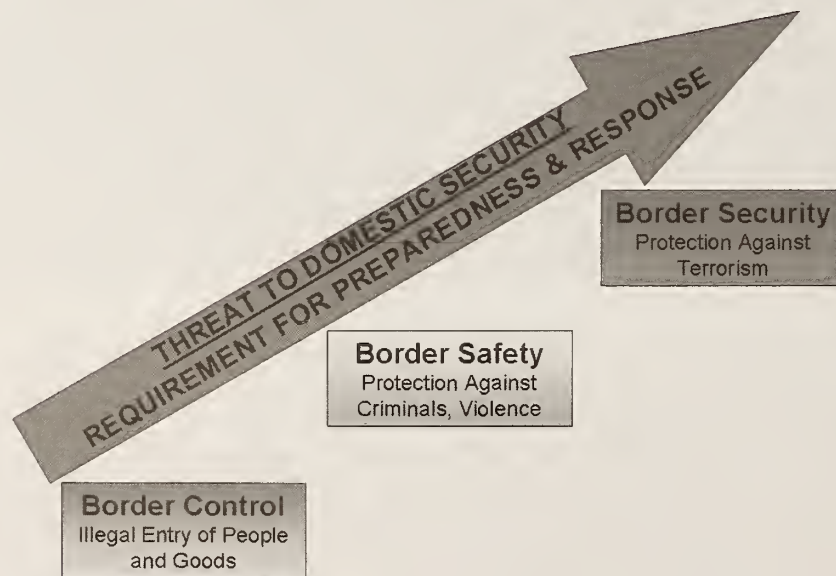 THREAT TO DOMESTIC SECURITY
REQUIREMENT FOR PREPAREDNESS & RESPONSE
Border Security
Protection Against
Terrorism
Border Safety
Protection Against
Criminals, Violence
Border Control
Illegal Entry of People
and Goods